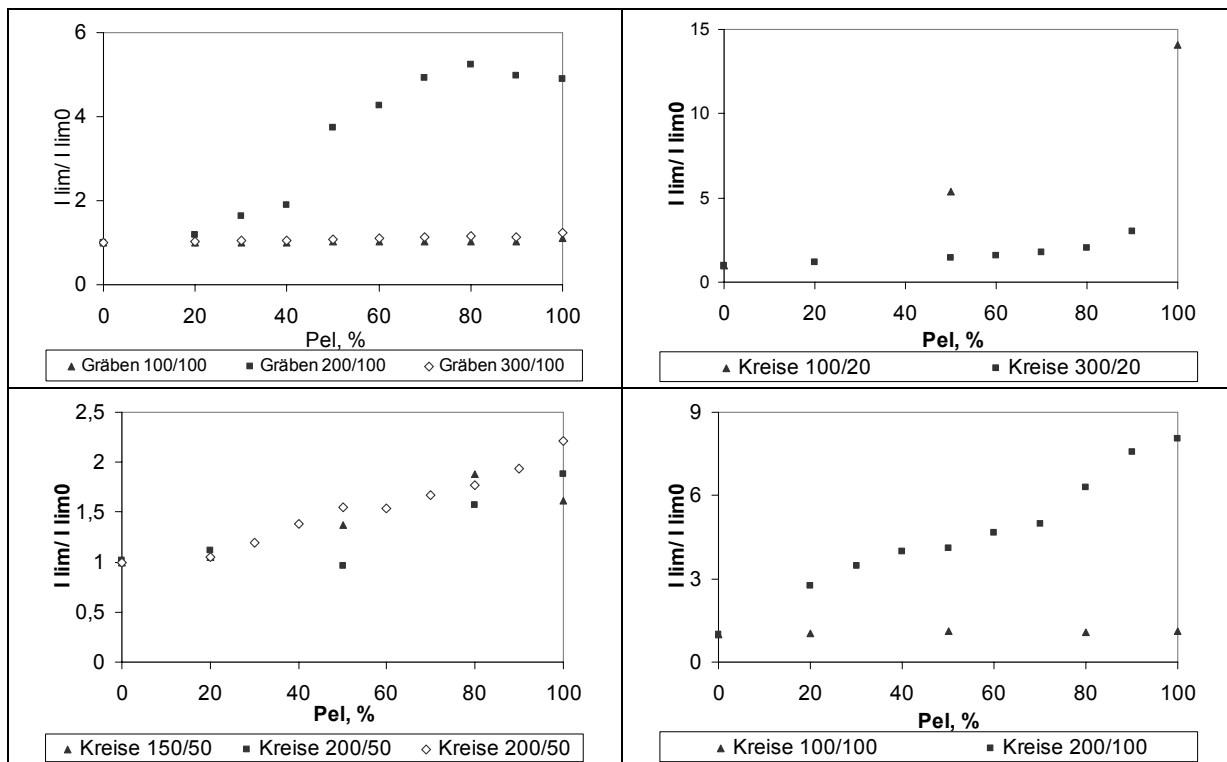 6
4
2
0
I lim/ I lim0
0 20 40 60 80 100
Pel, %
Gräben 100/100 Gräben 200/100 Gräben 300/100
15
10
5
0
I lim/ I lim0
0 20 40 60 80 100
Pel, %
Kreise 100/20 Kreise 300/20
2,5
2
1,5
1
0,5
0
I lim/ I lim0
0 20 40 60 80 100
Pel, %
Kreise 150/50 Kreise 200/50 Kreise 200/50
9
6
3
0
I lim/ I lim0
0 20 40 60 80 100
Pel, %
Kreise 100/100 Kreise 200/100